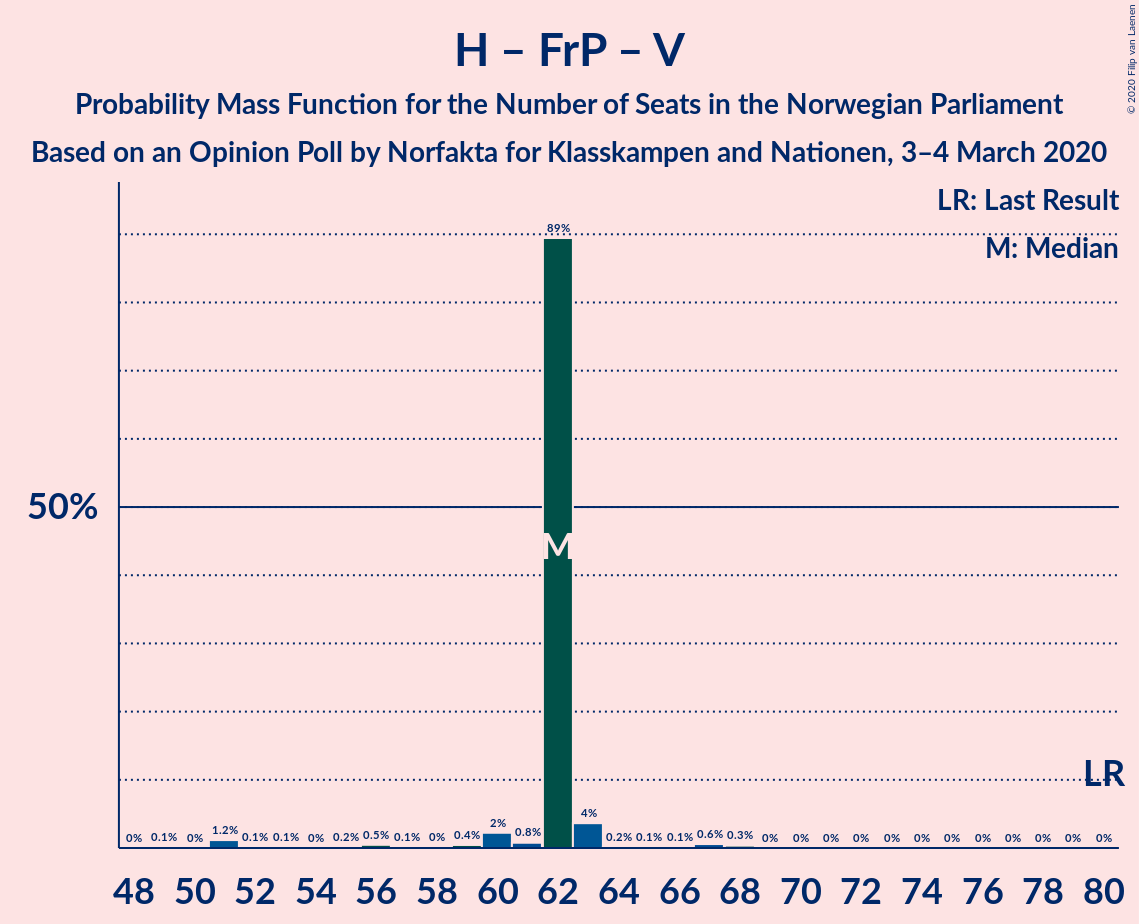 H – FrP – V
Probability Mass Function for the Number of Seats in the Norwegian Parliament
Based on an Opinion Poll by Norfakta for Klasskampen and Nationen, 3–4 March 2020
© 2020 Filip van Laenen
LR: Last Result
M: Median
50%
0% 0.1% 0% 1.2% 0.1% 0.1% 0% 0.2% 0.5% 0.1% 0% 0.4% 2% 0.8% 89% 4% 0.2% 0.1% 0.1% 0.6% 0.3% 0% 0% 0% 0% 0% 0% 0% 0% 0% 0% 0% 0%
M
LR
48 50 52 54 56 58 60 62 64 66 68 70 72 74 76 78 80